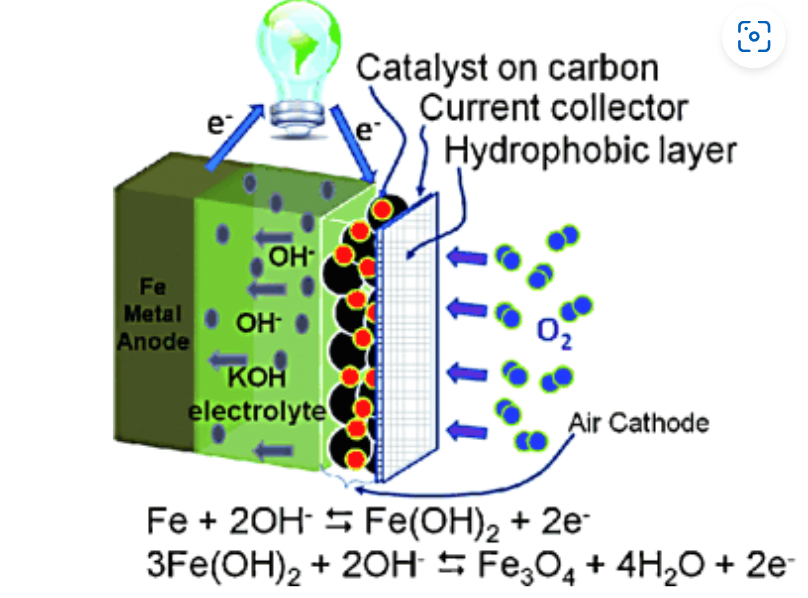 Catalyst on carbon
Current collector
Hydrophobic layer
e⁻
e⁻
OH⁻
OH⁻
Fe
Metal
Anode
KOH
electrolyte
O₂
Air Cathode
Fe + 2OH⁻ ⇆ Fe(OH)₂ + 2e⁻
3Fe(OH)₂ + 2OH⁻ ⇆ Fe₃O₄ + 4H₂O + 2e⁻